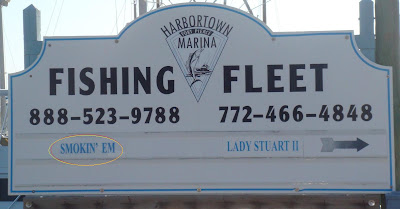 HARBORTOWN
FORT PIERCE
MARINA
FISHING FLEET
888-523-9788 772-466-4848
SMOKIN' EM LADY STUART II